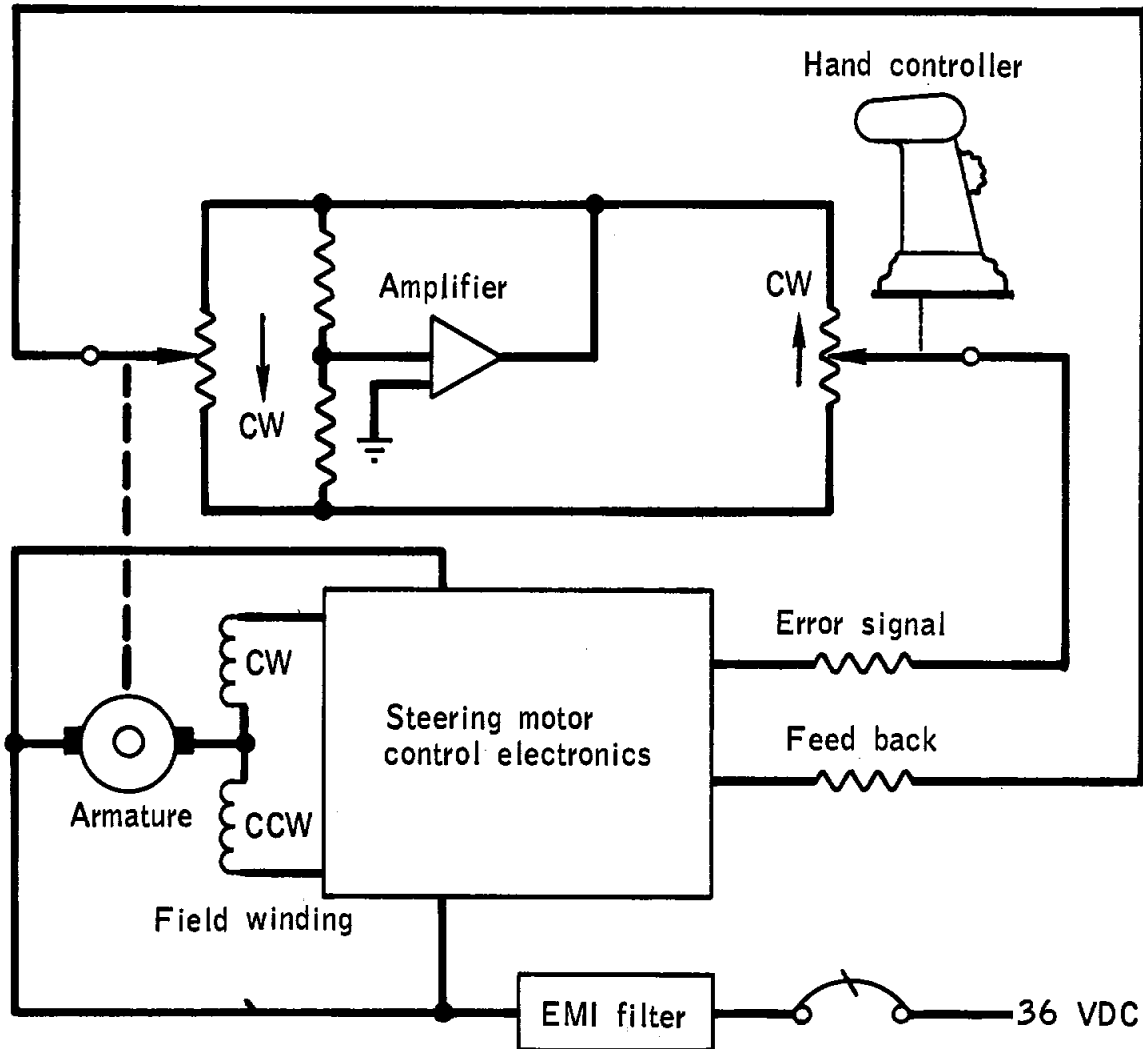 Hand controller
Amplifier
CW
CW
Error signal
CW
Steering motor
control electronics
Feed back
Armature
CCW
Field winding
EMI filter
36 VDC